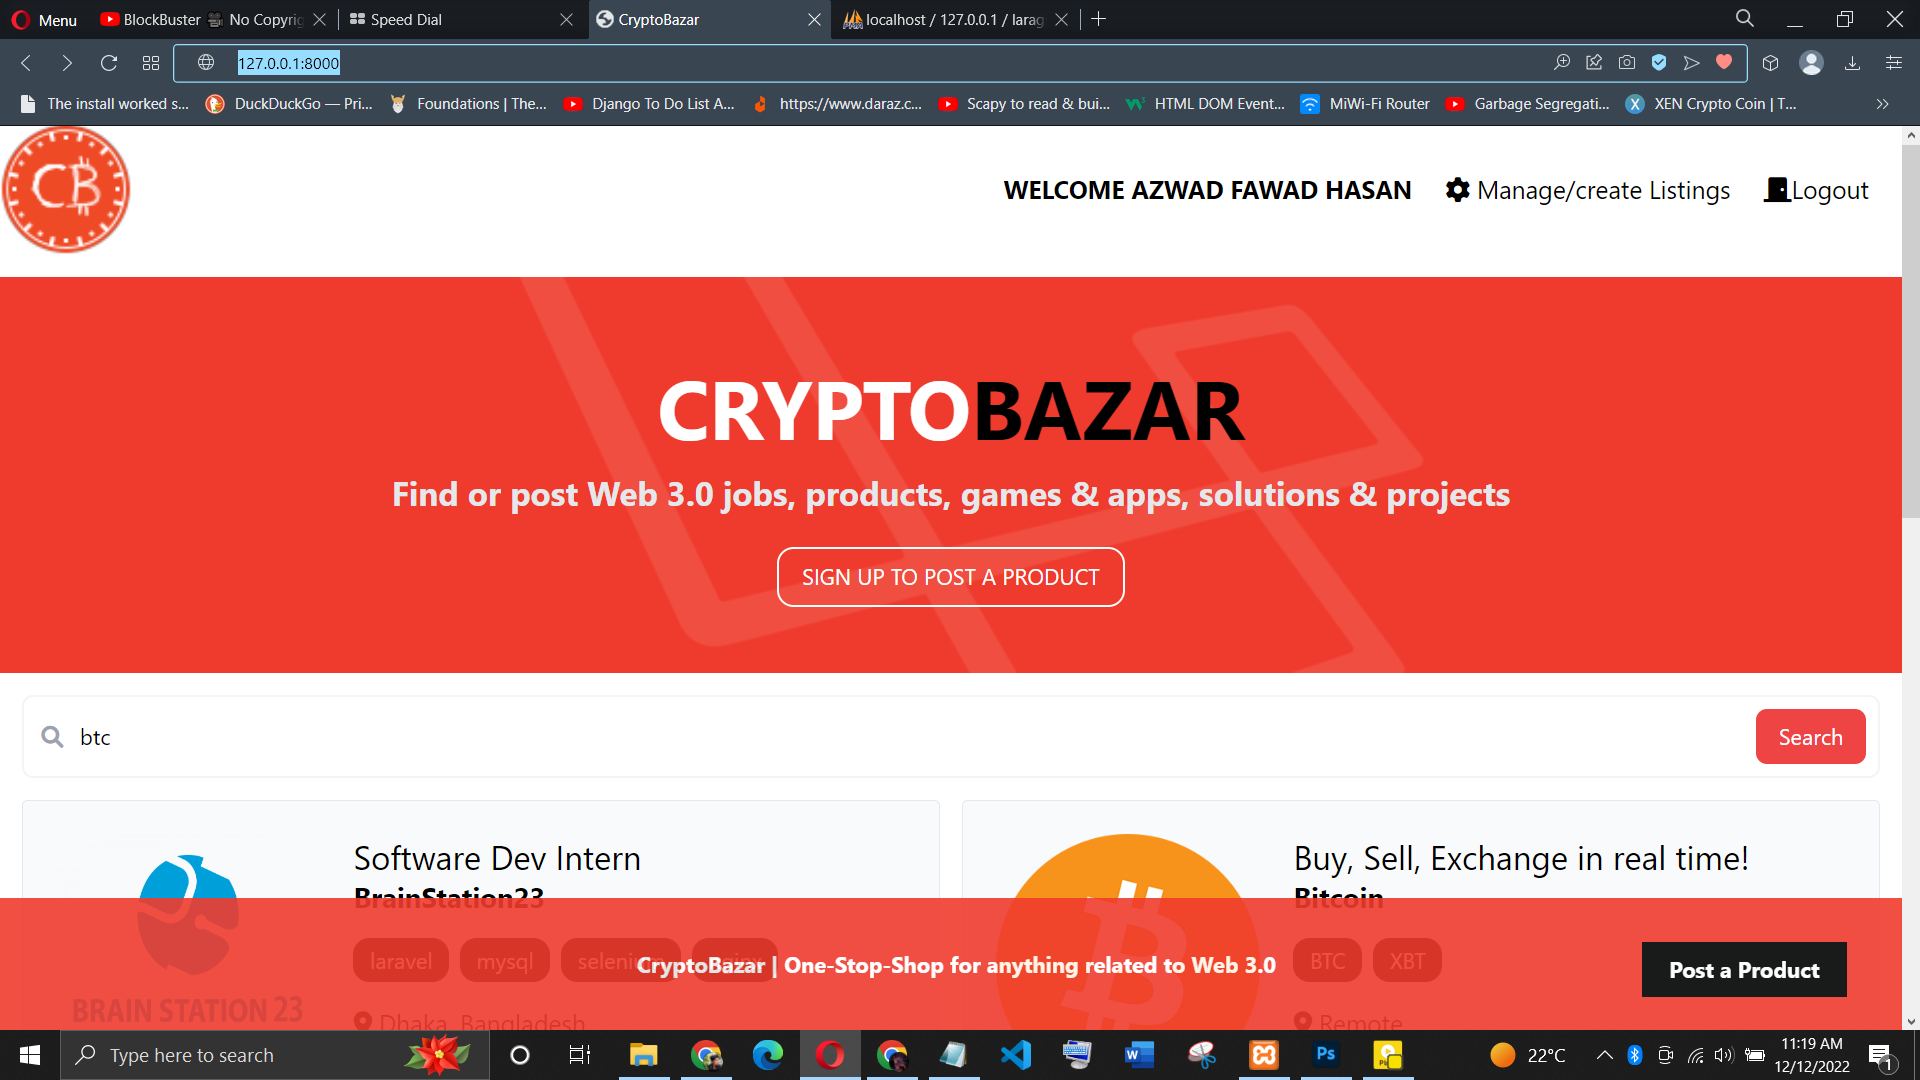 Menu
BlockBuster 🎥 No Copyrig
Speed Dial
CryptoBazar
localhost / 127.0.0.1 / larag
127.0.0.1:8000
The install worked s...
DuckDuckGo — Pri...
Foundations | The...
Django To Do List A...
https://www.daraz.c...
Scapy to read & bui...
HTML DOM Event...
MiWi-Fi Router
Garbage Segregati...
XEN Crypto Coin | T...
CB
WELCOME AZWAD FAWAD HASAN
Manage/create Listings
Logout
CRYPTOBAZAR
Find or post Web 3.0 jobs, products, games & apps, solutions & projects
SIGN UP TO POST A PRODUCT
btc
Search
Software Dev Intern
BrainStation23
laravel mysql
BRAIN STATION 23
Dhaka, Bangladesh
Buy, Sell, Exchange in real time!
Bitcoin
BTC XBT
Remote
CryptoBazar | One-Stop-Shop for anything related to Web 3.0
Post a Product
Type here to search
22°C
11:19 AM
12/12/2022
1